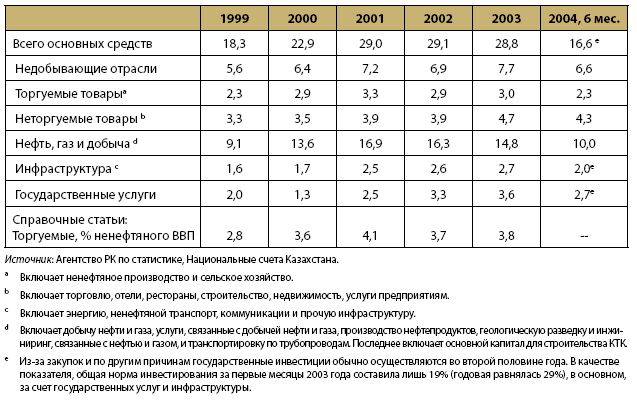 1999 2000 2001 2002 2003 2004, 6 мес.
Всего основных средств 18,3 22,9 29,0 29,1 28,8 16,6 e
Недобывающие отрасли 5,6 6,4 7,2 6,9 7,7 6,6
Торгуемые товары a 2,3 2,9 3,3 2,9 3,0 2,3
Неторгуемые товары b 3,3 3,5 3,9 3,9 4,7 4,3
Нефть, газ и добыча d 9,1 13,6 16,9 16,3 14,8 10,0
Инфраструктура c 1,6 1,7 2,5 2,6 2,7 2,0 e
Государственные услуги 2,0 1,3 2,5 3,3 3,6 2,7 e
Справочные статьи:
Торгуемые, % ненефтяного ВВП 2,8 3,6 4,1 3,7 3,8 --
Источник: Агентство РК по статистике, Национальные счета Казахстана.
a Включает ненефтяное производство и сельское хозяйство.
b Включает торговлю, отели, рестораны, строительство, недвижимость, услуги предприятиям.
c Включает энергию, ненефтяной транспорт, коммуникации и прочую инфраструктуру.
d Включает добычу нефти и газа, услуги, связанные с добычей нефти и газа, производство нефтепродуктов, геологическую разведку и инжи-
ниринг, связанные с нефтью и газом, и транспортировку по трубопроводам. Последнее включает основной капитал для строительства КТК.
e Из-за закупок и по другим причинам государственные инвестиции обычно осуществляются во второй половине года. В качестве
показателя, общая норма инвестирования за первые месяцы 2003 года составила лишь 19% (годовая равнялась 29%), в основном,
за счет государственных услуг и инфраструктуры.